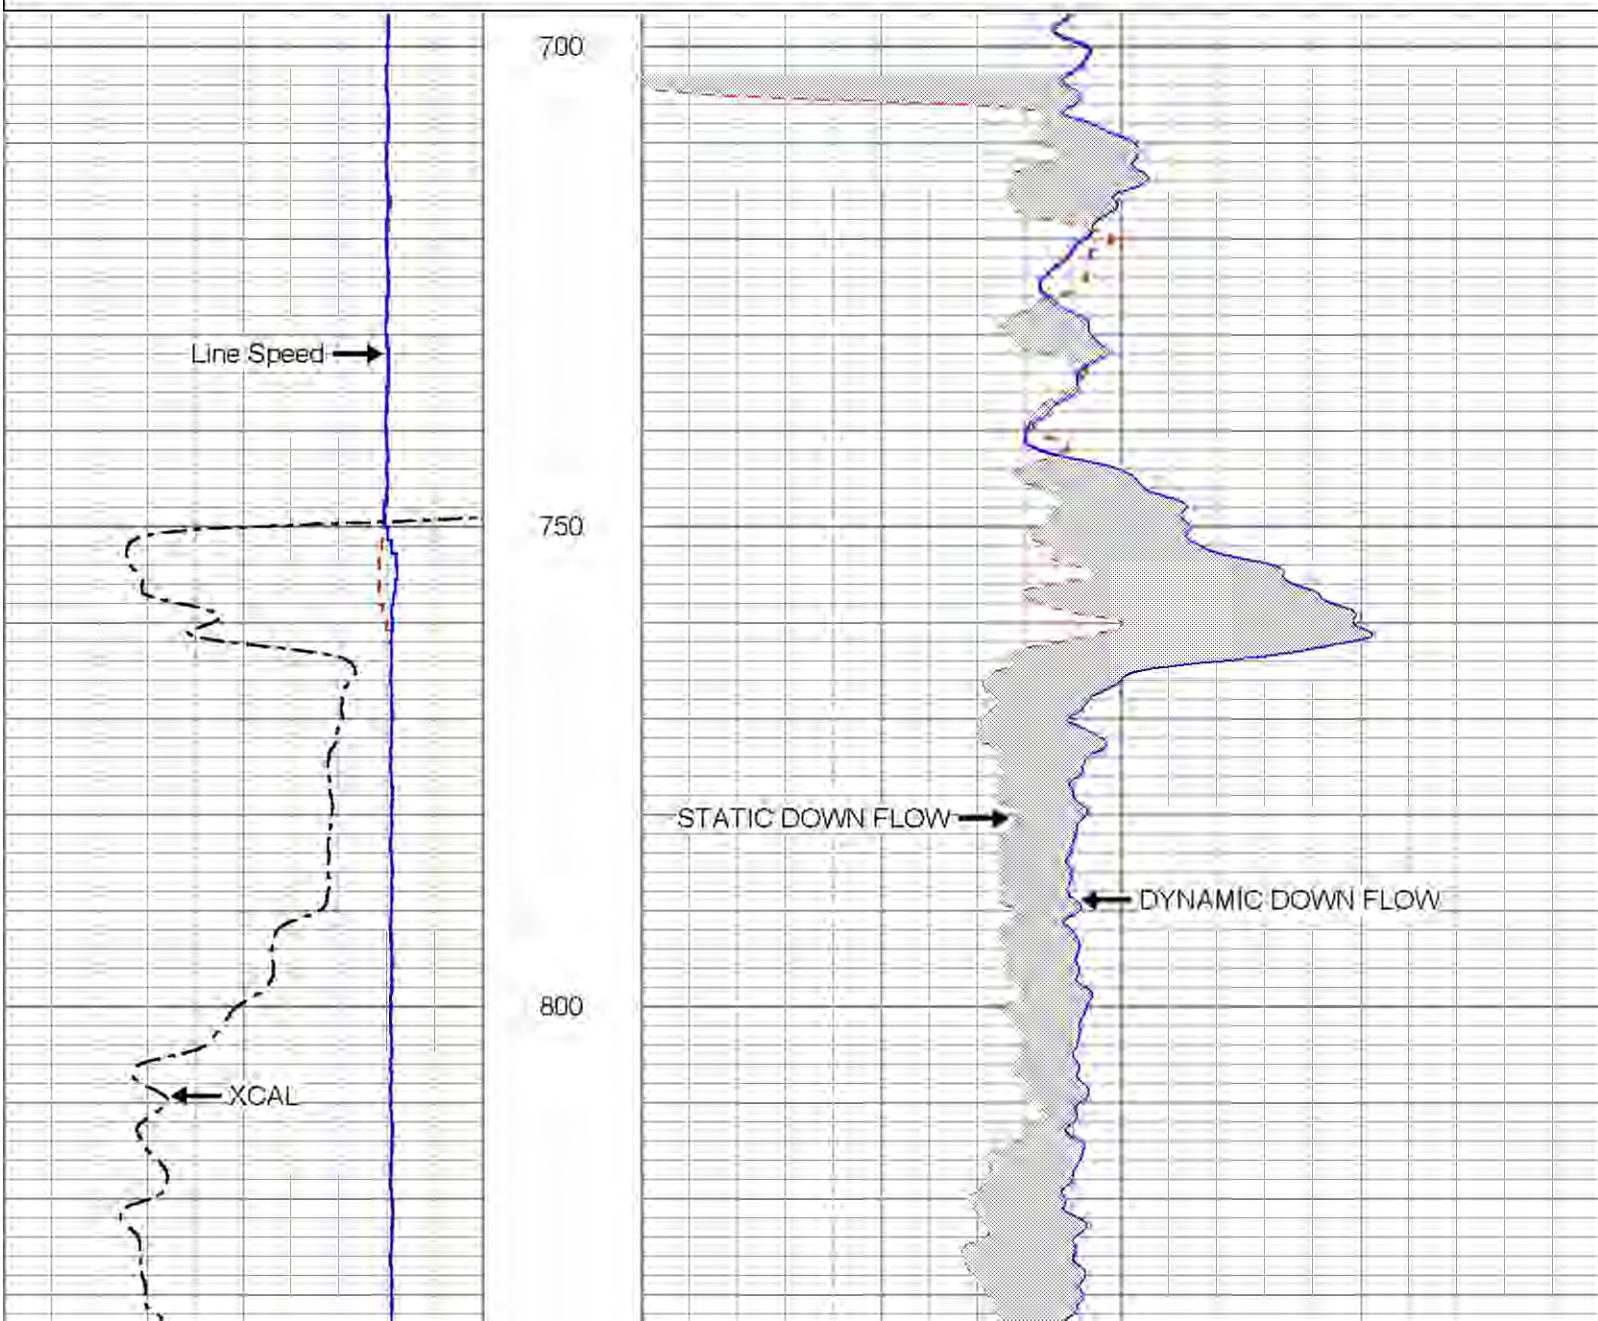 700
Line Speed
750
STATIC DOWN FLOW
DYNAMIC DOWN FLOW
800
XCAL